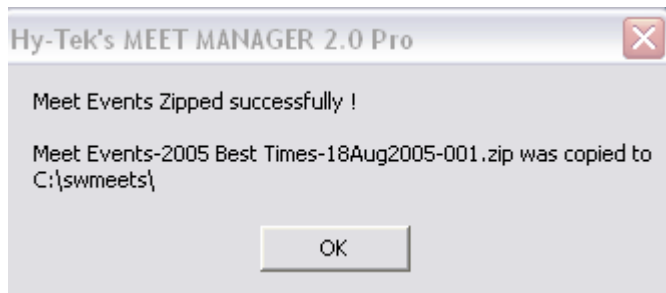 Hy-Tek's MEET MANAGER 2.0 Pro
Meet Events Zipped successfully !
Meet Events-2005 Best Times-18Aug2005-001.zip was copied to
C:\swmeets\
OK